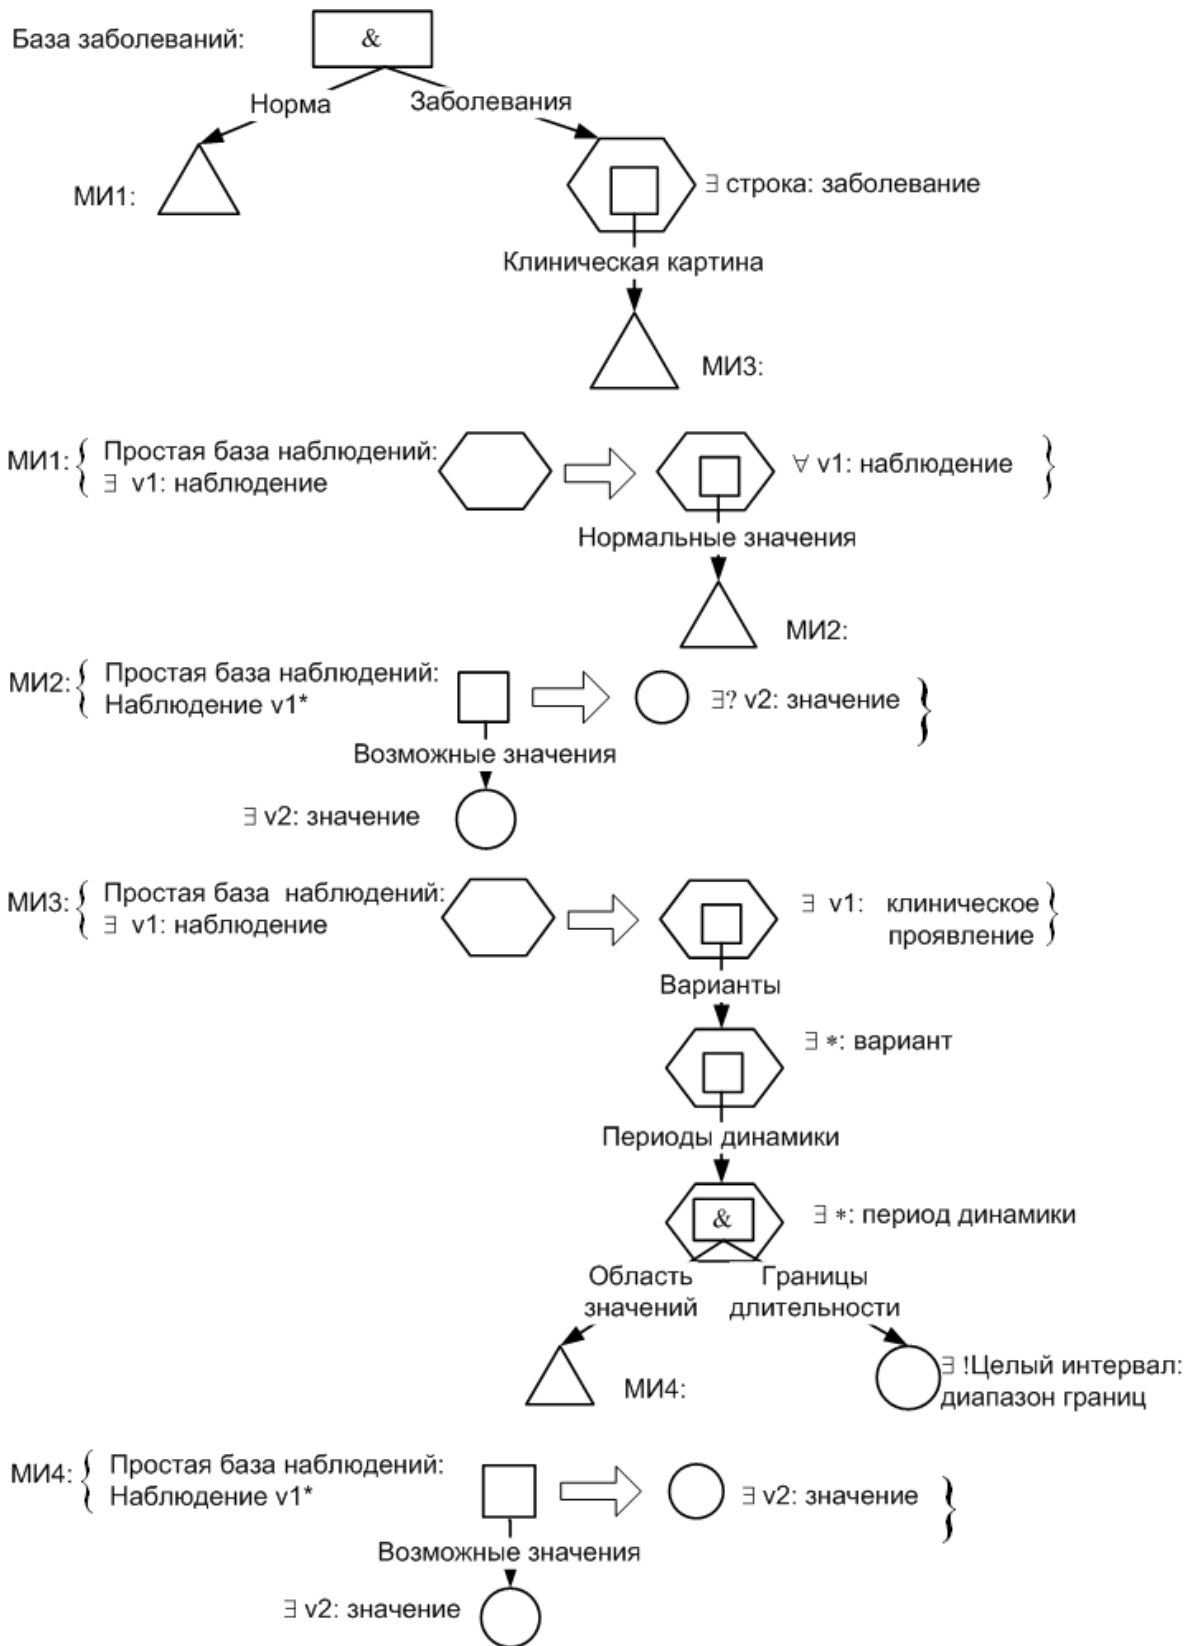 База заболеваний:
&
Норма
Заболевания
МИ1:
∃ строка: заболевание
Клиническая картина
МИ3:
МИ1: { Простая база наблюдений:
∃ v1: наблюдение
∀ v1: наблюдение }
Нормальные значения
МИ2:
МИ2: { Простая база наблюдений:
Наблюдение v1*
∃? v2: значение }
Возможные значения
∃ v2: значение
МИ3: { Простая база наблюдений:
∃ v1: наблюдение
∃ v1: клиническое
проявление }
Варианты
∃ *: вариант
Периоды динамики
&
∃ *: период динамики
Область
значений
Границы
длительности
МИ4:
∃ !Целый интервал:
диапазон границ
МИ4: { Простая база наблюдений:
Наблюдение v1*
∃ v2: значение }
Возможные значения
∃ v2: значение